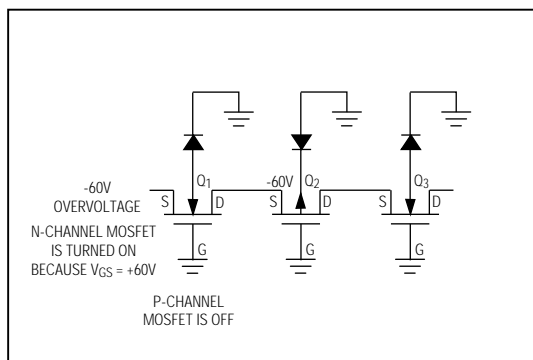 Q1
-60V
Q2
Q3
-60V
OVERVOLTAGE
S
D
S
D
S
D
N-CHANNEL MOSFET
IS TURNED ON
BECAUSE VGS = +60V
G
G
G
P-CHANNEL
MOSFET IS OFF